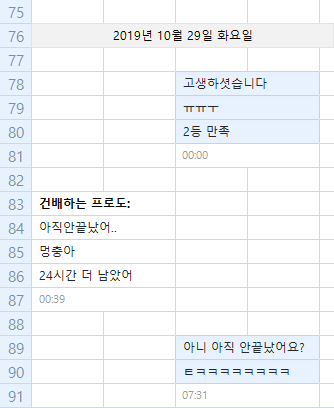 75
76 2019년 10월 29일 화요일
77
78 고생하셧습니다
79 ㅠㅠㅜ
80 2등 만족
81 00:00
82
83 건배하는 프로도:
84 아직안끝났어..
85 멍충아
86 24시간 더 남았어
87 00:39
88
89 아니 아직 안끝났어요?
90 ㅌㅋㅋㅋㅋㅋㅋㅋㅋ
91 07:31